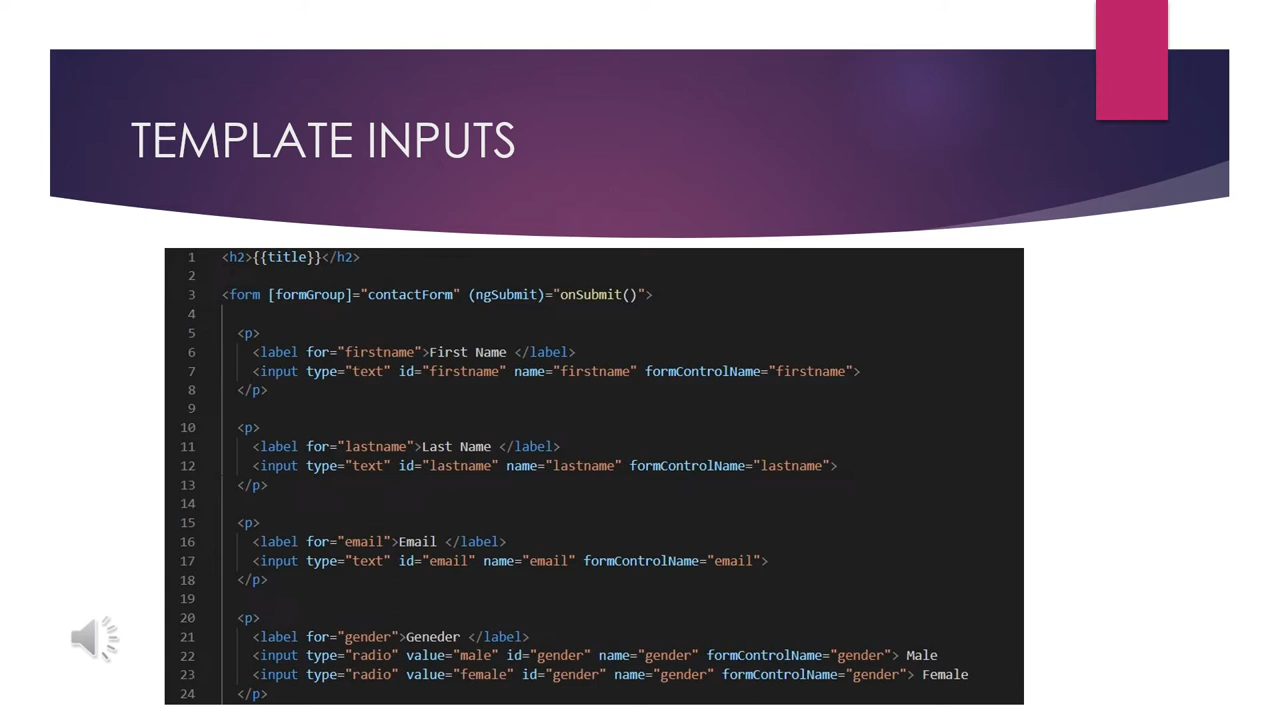 TEMPLATE INPUTS
1 <h2>{{title}}</h2>
2
3 <form [formGroup]="contactForm" (ngSubmit)="onSubmit()">
4
5 <p>
6 <label for="firstname">First Name </label>
7 <input type="text" id="firstname" name="firstname" formControlName="firstname">
8 </p>
9
10 <p>
11 <label for="lastname">Last Name </label>
12 <input type="text" id="lastname" name="lastname" formControlName="lastname">
13 </p>
14
15 <p>
16 <label for="email">Email </label>
17 <input type="text" id="email" name="email" formControlName="email">
18 </p>
19
20 <p>
21 <label for="gender">Geneder </label>
22 <input type="radio" value="male" id="gender" name="gender" formControlName="gender"> Male
23 <input type="radio" value="female" id="gender" name="gender" formControlName="gender"> Female
24 </p>